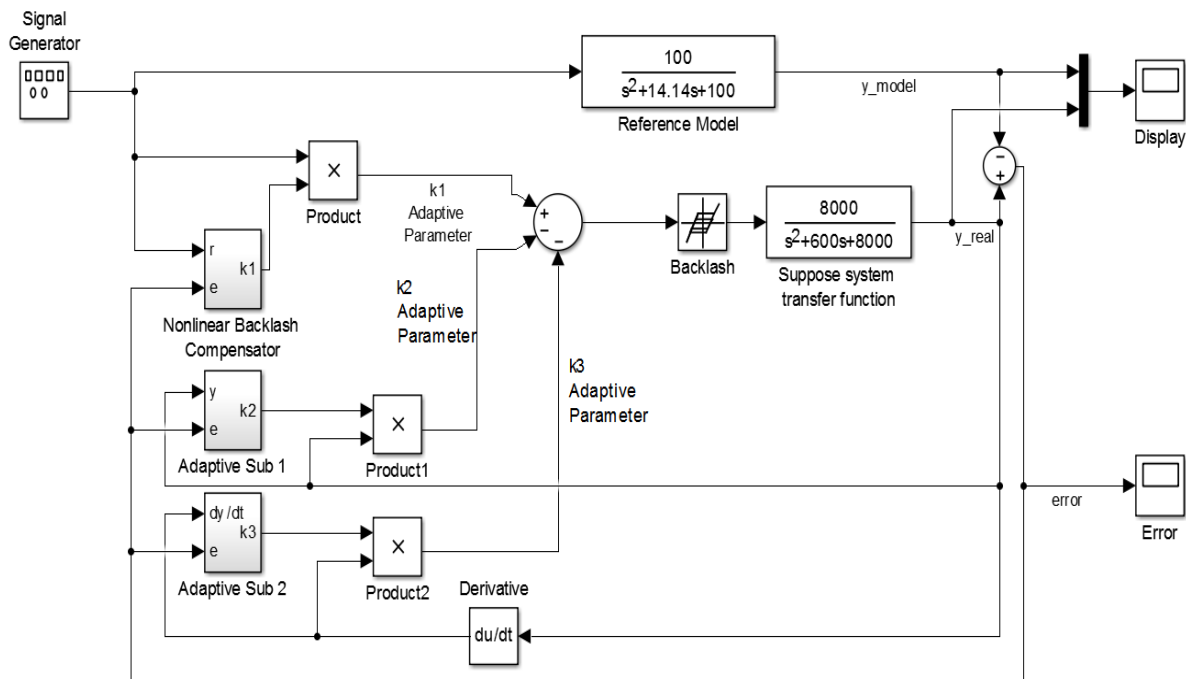 Signal
Generator
100
s²+14.14s+100
Reference Model
y_model
Display
×
Product
k1
Adaptive
Parameter
+
−
−
−
+
r
e
k1
Nonlinear Backlash
Compensator
Backlash
8000
s²+600s+8000
Suppose system
transfer function
y_real
k2
Adaptive
Parameter
k3
Adaptive
Parameter
y
e
k2
Adaptive Sub 1
×
Product1
dy/dt
e
k3
Adaptive Sub 2
×
Product2
Derivative
du/dt
error
Error